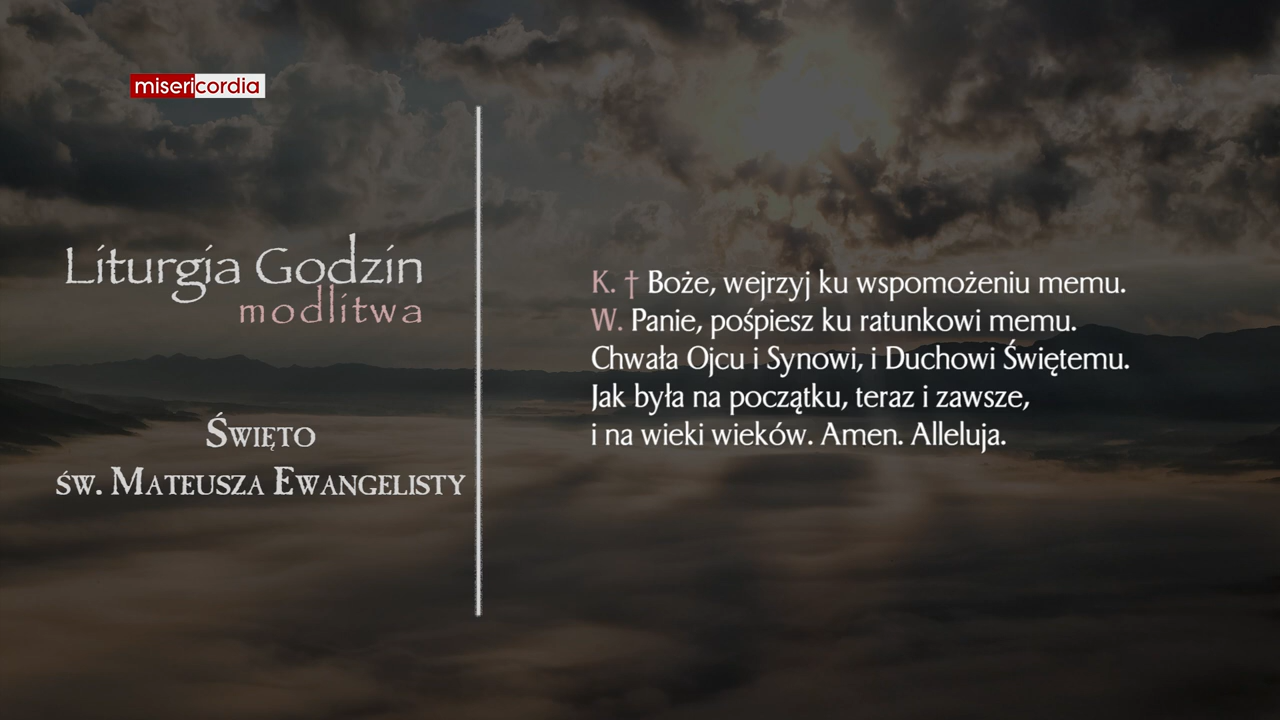 misericordia
Liturgia Godzin
modlitwa
Święto
św. Mateusza Ewangelisty
K. † Boże, wejrzyj ku wspomożeniu memu.
W. Panie, pośpiesz ku ratunkowi memu.
Chwała Ojcu i Synowi, i Duchowi Świętemu.
Jak była na początku, teraz i zawsze,
i na wieki wieków. Amen. Alleluja.